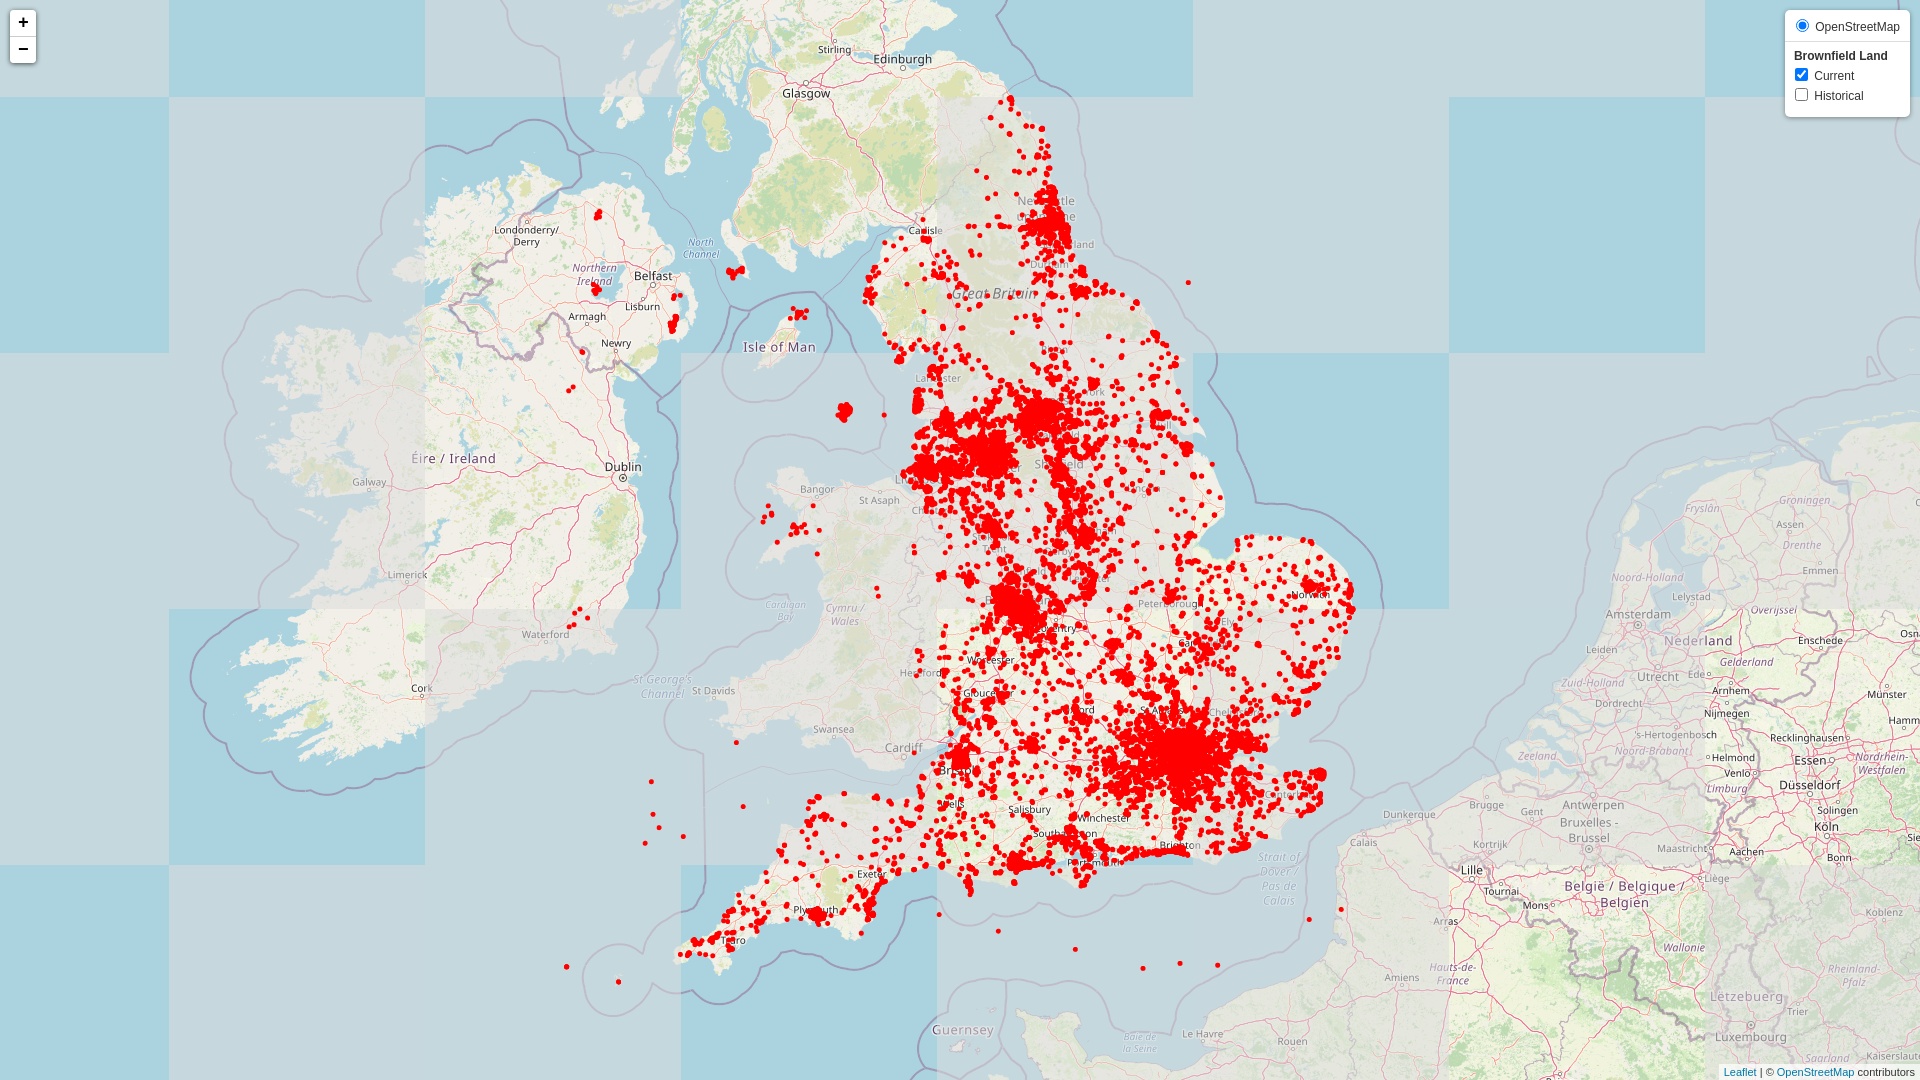 +
−
OpenStreetMap
Brownfield Land
Current
Historical
Stirling
Edinburgh
Glasgow
Londonderry/
Derry
North
Channel
Carlisle
Northern
Ireland
Belfast
Lisburn
Armagh
Newry
Great Britain
Isle of Man
Éire / Ireland
Dublin
Galway
Bangor
St Asaph
Limerick
Cardigan
Bay
Cymru /
Wales
Norwich
Peterborough
Ely
Waterford
Worcester
Cork
St George's
Channel
St Davids
Gloucester
Swansea
Cardiff
Bristol
Wells
Salisbury
Winchester
Southampton
Portsmouth
Brighton
Exeter
Plymouth
Truro
Strait of
Dover /
Pas de
Calais
Guernsey
Baie de
la Seine
Le Havre
Rouen
Amiens
Arras
Hauts-de-
France
Calais
Dunkerque
Lille
Tournai
Mons
Kortrijk
Brugge
Gent
Antwerpen
Bruxelles -
Brussel
België / Belgique /
Belgien
Wallonie
Liège
Maastricht
Aachen
Köln
Bonn
Koblenz
Rheinland-
Pfalz
Lëtzebuerg
Trier
Luxembourg
Saarland
Kaiserslautern
Groningen
Fryslân
Assen
Drenthe
Emmen
Noord-Holland
Lelystad
Amsterdam
Overijssel
Nederland
Enschede
Leiden
Gelderland
Utrecht
Ede
Arnhem
Zuid-Holland
Dordrecht
Nijmegen
Münster
's-Hertogenbosch
Noord-Brabant
Zeeland
Helmond
Venlo
Limburg
Recklinghausen
Essen
Nordrhein-
Westfalen
Düsseldorf
Solingen
Leaflet | © OpenStreetMap contributors